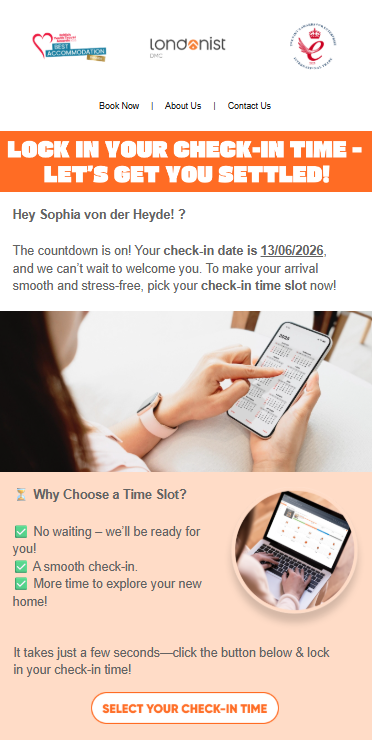 BEST
ACCOMMODATION
londonist
DMC
e
Book Now | About Us | Contact Us
LOCK IN YOUR CHECK-IN TIME -
LET'S GET YOU SETTLED!
Hey Sophia von der Heyde! ?
The countdown is on! Your check-in date is 13/06/2026,
and we can't wait to welcome you. To make your arrival
smooth and stress-free, pick your check-in time slot now!
⏳ Why Choose a Time Slot?
✅ No waiting – we'll be ready for
you!
✅ A smooth check-in.
✅ More time to explore your new
home!
It takes just a few seconds—click the button below & lock
in your check-in time!
SELECT YOUR CHECK-IN TIME